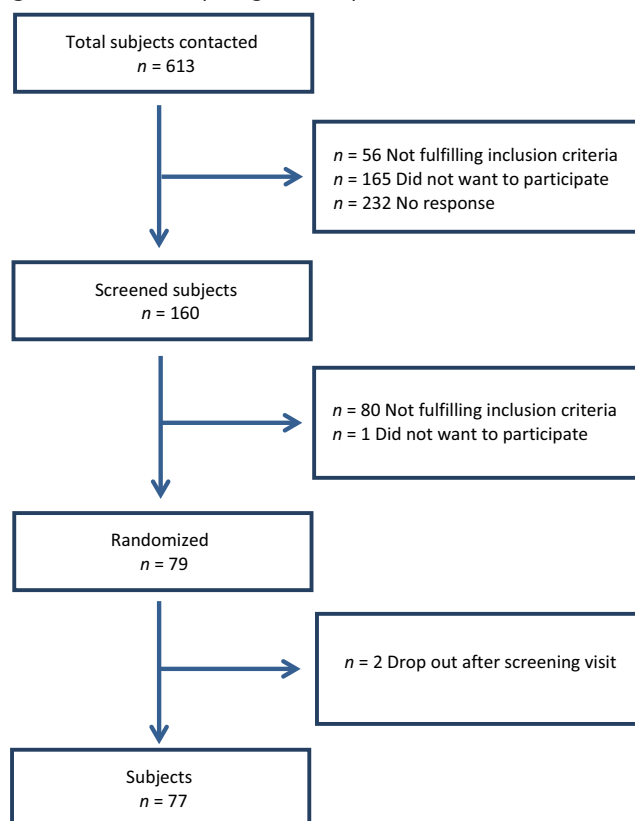 Total subjects contacted
n = 613
n = 56 Not fulfilling inclusion criteria
n = 165 Did not want to participate
n = 232 No response
Screened subjects
n = 160
n = 80 Not fulfilling inclusion criteria
n = 1 Did not want to participate
Randomized
n = 79
n = 2 Drop out after screening visit
Subjects
n = 77